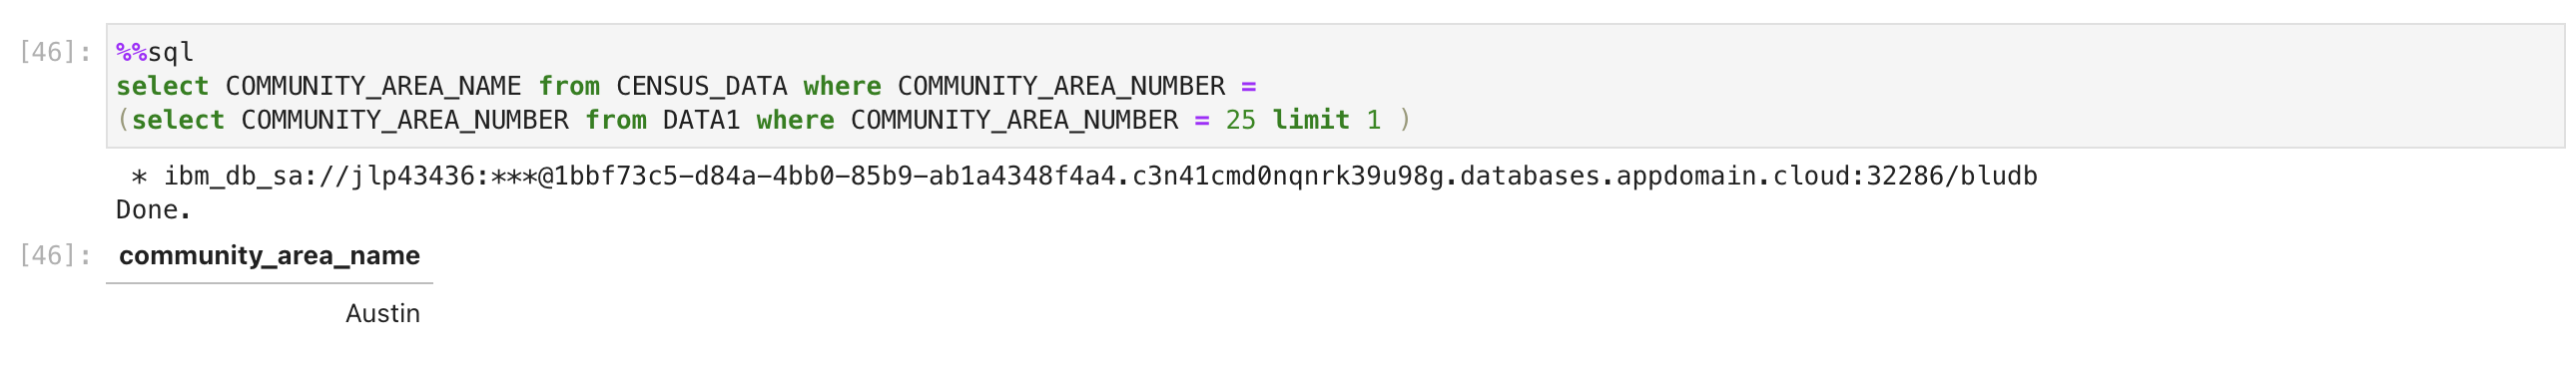 [46]: %%sql
select COMMUNITY_AREA_NAME from CENSUS_DATA where COMMUNITY_AREA_NUMBER =
(select COMMUNITY_AREA_NUMBER from DATA1 where COMMUNITY_AREA_NUMBER = 25 limit 1 )
* ibm_db_sa://jlp43436:***@1bbf73c5-d84a-4bb0-85b9-ab1a4348f4a4.c3n41cmd0nqnrk39u98g.databases.appdomain.cloud:32286/bludb
Done.
[46]: community_area_name
Austin